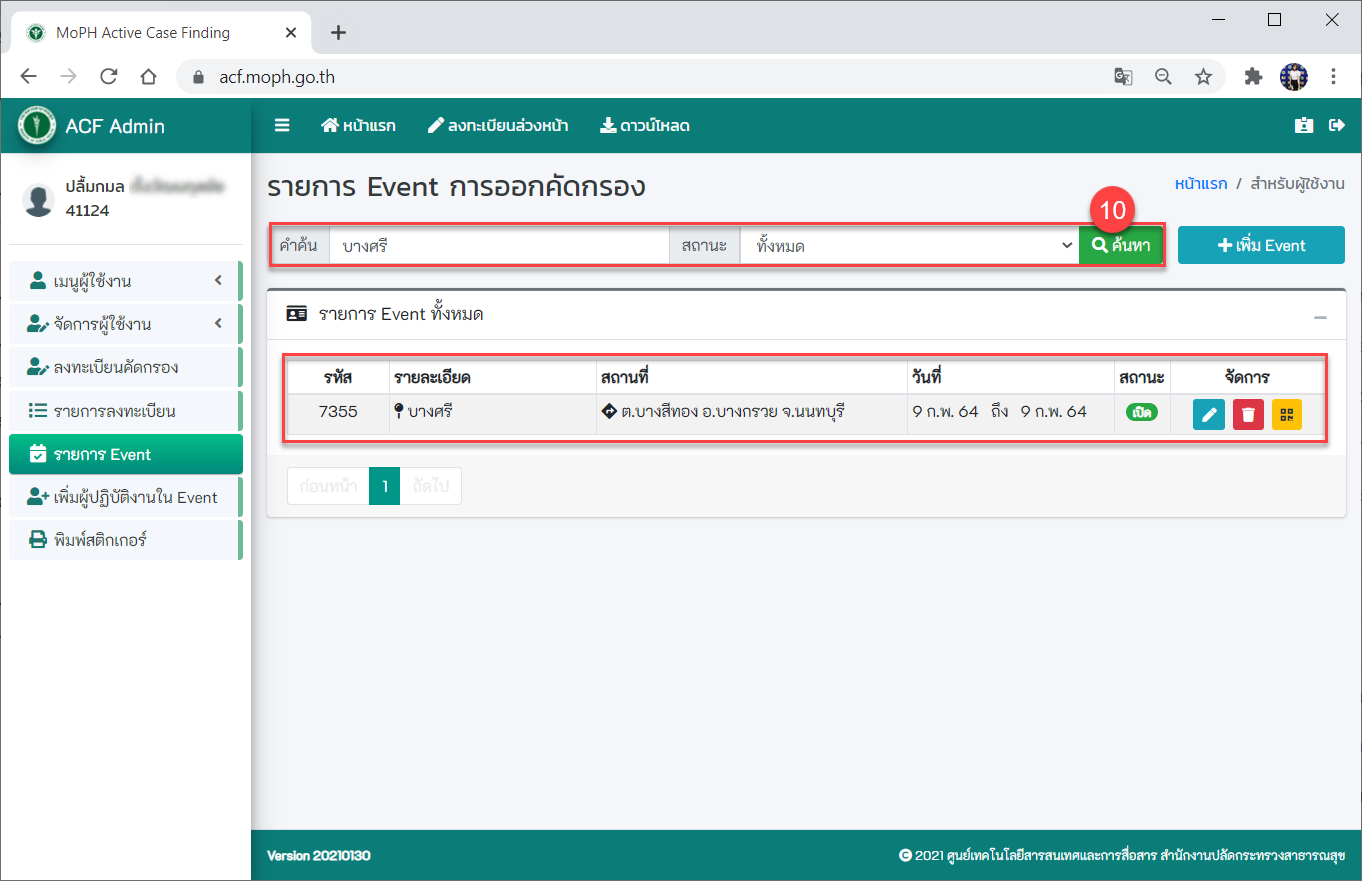 MoPH Active Case Finding
acf.moph.go.th
ACF Admin
หน้าแรก ลงทะเบียนล่วงหน้า ดาวน์โหลด
ปลื้มกมล
41124
เมนูผู้ใช้งาน
จัดการผู้ใช้งาน
ลงทะเบียนคัดกรอง
รายการลงทะเบียน
รายการ Event
เพิ่มผู้ปฏิบัติงานใน Event
พิมพ์สติกเกอร์
รายการ Event การออกคัดกรอง
หน้าแรก / สำหรับผู้ใช้งาน
10
คำค้น บางศรี สถานะ ทั้งหมด ค้นหา เพิ่ม Event
รายการ Event ทั้งหมด
รหัส รายละเอียด สถานที่ วันที่ สถานะ จัดการ
7355 บางศรี ต.บางสีทอง อ.บางกรวย จ.นนทบุรี 9 ก.พ. 64 ถึง 9 ก.พ. 64 เปิด
ก่อนหน้า 1 ถัดไป
Version 20210130
2021 ศูนย์เทคโนโลยีสารสนเทศและการสื่อสาร สำนักงานปลัดกระทรวงสาธารณสุข